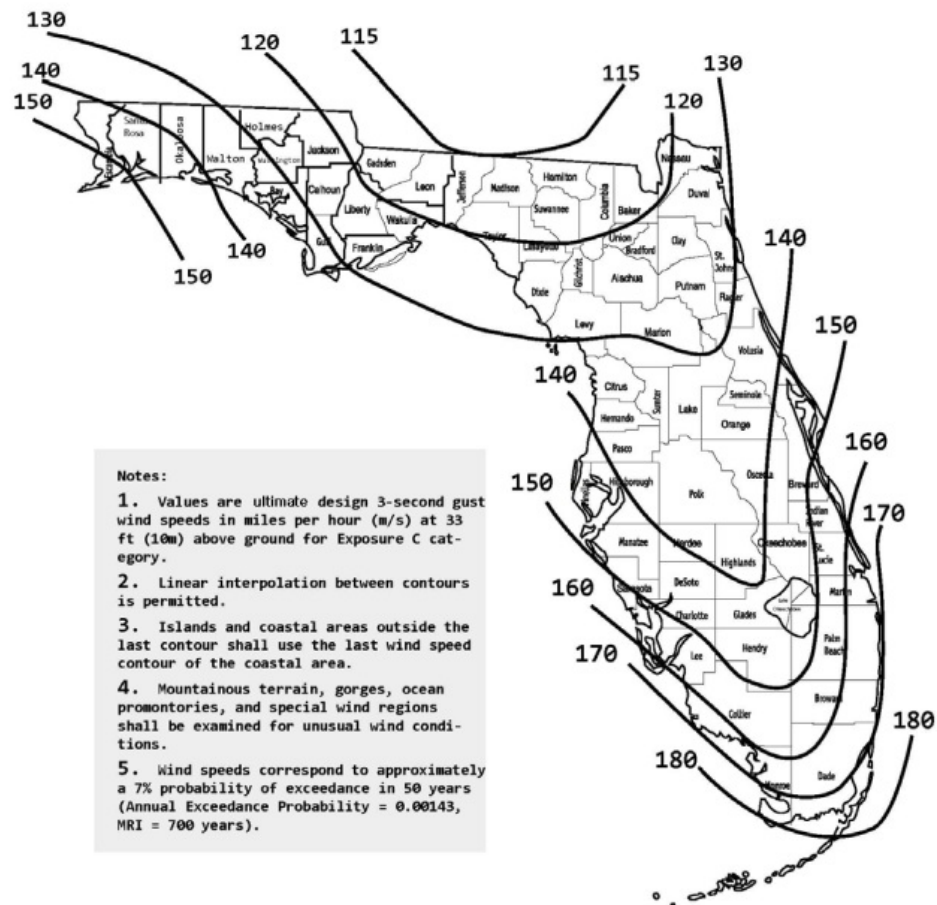 130
120
115
140
150
115
130
120
Santa
Rosa
Okaloosa
Holmes
Walton
Washington
Jackson
Bay
Calhoun
Gulf
Gadsden
Liberty
Leon
Wakulla
Franklin
Jefferson
Madison
Taylor
Hamilton
Suwannee
Lafayette
Columbia
Baker
Nassau
Duval
Union
Bradford
Clay
St.
Johns
Dixie
Gilchrist
Alachua
Putnam
Flagler
150
140
140
Levy
Marion
Volusia
150
140
Citrus
Sumter
Lake
Seminole
Orange
Hernando
Pasco
160
150
Hillsborough
Polk
Osceola
Brevard
Indian
River
170
Manatee
Hardee
Highlands
Okeechobee
St.
Lucie
160
Sarasota
DeSoto
Martin
Charlotte
Glades
170
Lee
Hendry
Palm
Beach
Collier
Broward
180
180
Monroe
Dade
Notes:
1. Values are ultimate design 3-second gust
wind speeds in miles per hour (m/s) at 33
ft (10m) above ground for Exposure C cat-
egory.
2. Linear interpolation between contours
is permitted.
3. Islands and coastal areas outside the
last contour shall use the last wind speed
contour of the coastal area.
4. Mountainous terrain, gorges, ocean
promontories, and special wind regions
shall be examined for unusual wind condi-
tions.
5. Wind speeds correspond to approximately
a 7% probability of exceedance in 50 years
(Annual Exceedance Probability = 0.00143,
MRI = 700 years).